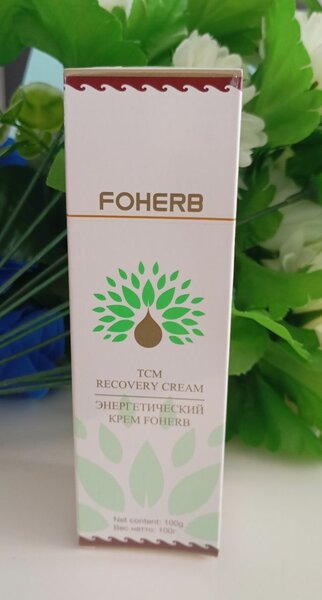 FOHERB
TCM
RECOVERY CREAM
ЭНЕРГЕТИЧЕСКИЙ
КРЕМ FOHERB
Net content: 100g
Вес нетто: 100г